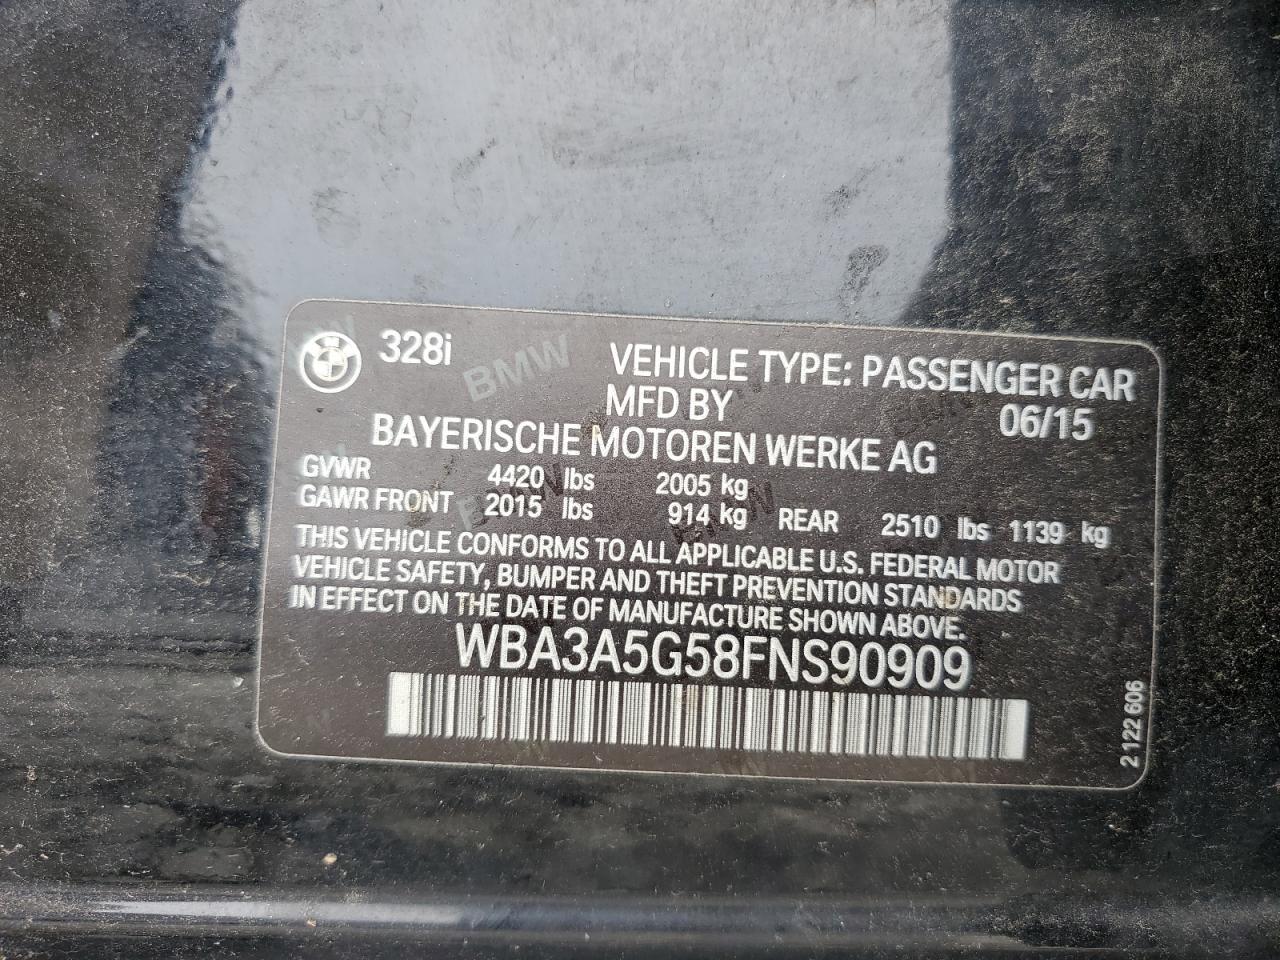 328i
VEHICLE TYPE: PASSENGER CAR
MFD BY
06/15
BAYERISCHE MOTOREN WERKE AG
GVWR 4420 lbs 2005 kg
GAWR FRONT 2015 lbs 914 kg REAR 2510 lbs 1139 kg
THIS VEHICLE CONFORMS TO ALL APPLICABLE U.S. FEDERAL MOTOR
VEHICLE SAFETY, BUMPER AND THEFT PREVENTION STANDARDS
IN EFFECT ON THE DATE OF MANUFACTURE SHOWN ABOVE.
WBA3A5G58FNS90909
2122 606
BMW